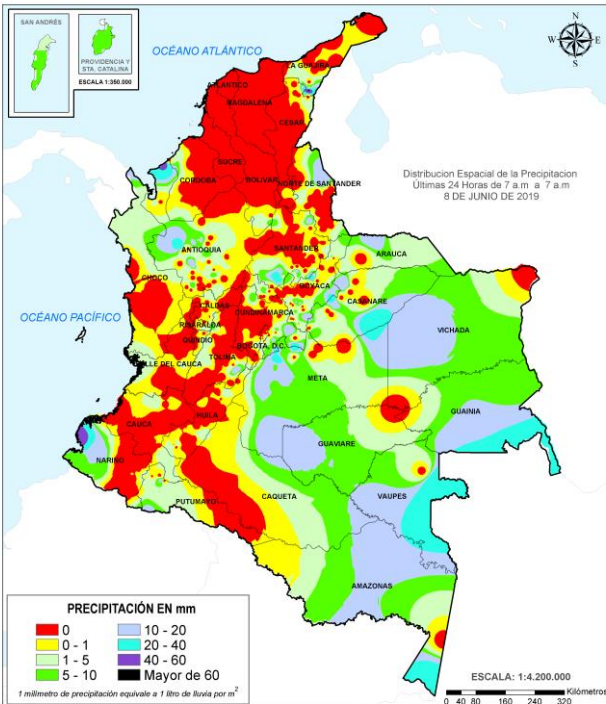 SAN ANDRÉS
PROVIDENCIA Y
STA. CATALINA
ESCALA 1:350.000
OCÉANO ATLÁNTICO
N
W
E
S
LA GUAJIRA
ATLANTICO
MAGDALENA
CESAR
SUCRE
CORDOBA
BOLIVAR
NORTE DE SANTANDER
Distribucion Espacial de la Precipitacion
Últimas 24 Horas de 7 a.m a 7 a.m
8 DE JUNIO DE 2019
ANTIOQUIA
SANTANDER
ARAUCA
CHOCO
BOYACA
CASANARE
OCÉANO PACÍFICO
CALDAS
CUNDINAMARCA
RISARALDA
VICHADA
QUINDIO
BOGOTA, D.C.
TOLIMA
VALLE DEL CAUCA
META
GUAINIA
HUILA
CAUCA
GUAVIARE
NARIÑO
CAQUETA
VAUPES
PUTUMAYO
AMAZONAS
PRECIPITACIÓN EN mm
0
10 - 20
0 - 1
20 - 40
1 - 5
40 - 60
5 - 10
Mayor de 60
1 milímetro de precipitación equivale a 1 litro de lluvia por m2
ESCALA: 1:4.200.000
Kilómetros
0 40 80 160 240 320